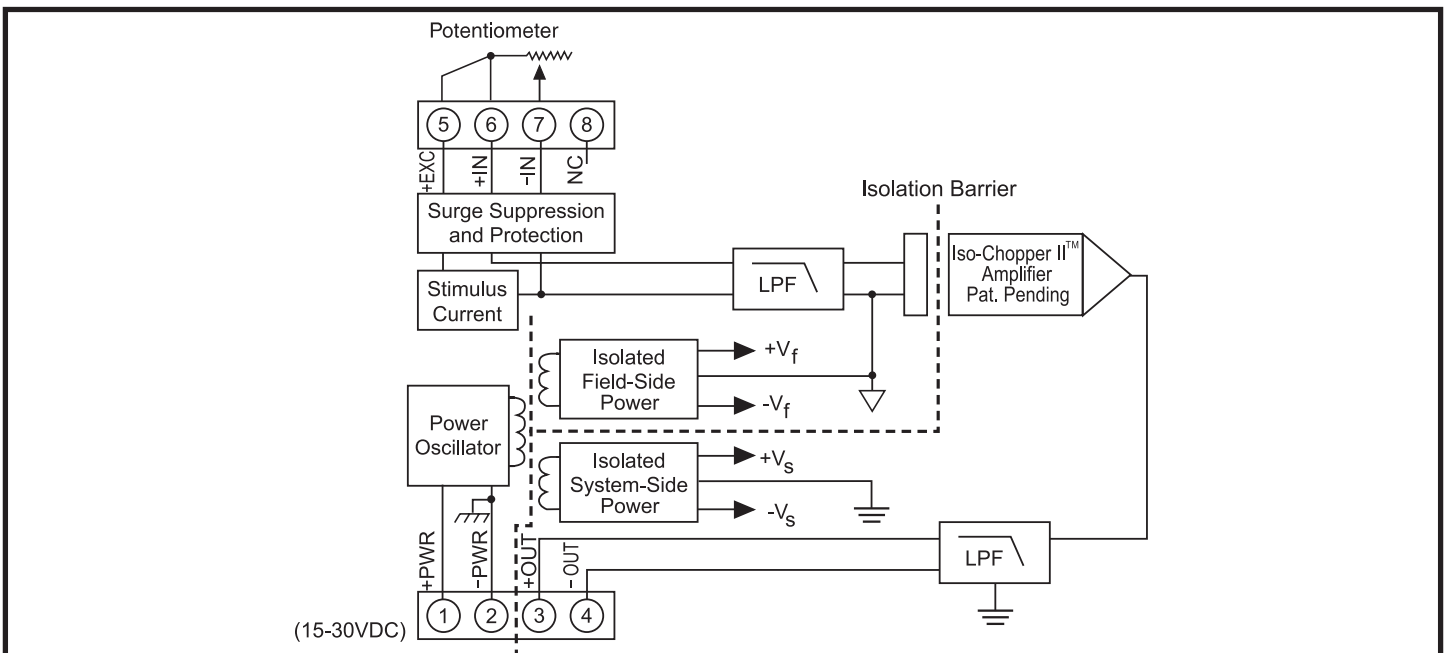 Potentiometer
5 6 7 8
+EXC
+IN
-IN
NC
Surge Suppression
and Protection
Isolation Barrier
Iso-Chopper II™
Amplifier
Pat. Pending
LPF
Stimulus
Current
Isolated
Field-Side
Power
+Vf
-Vf
Power
Oscillator
Isolated
System-Side
Power
+Vs
-Vs
+PWR
-PWR
+OUT
-OUT
LPF
1 2 3 4
(15-30VDC)